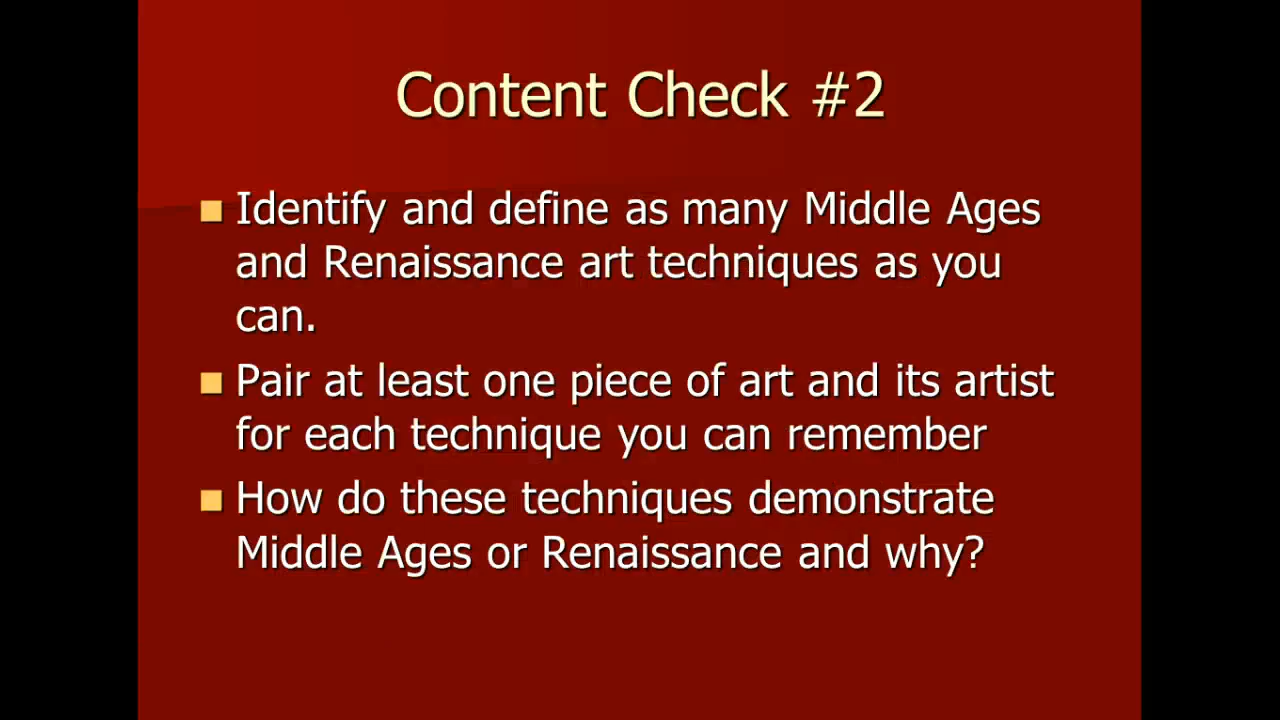 Content Check #2
Identify and define as many Middle Ages
and Renaissance art techniques as you
can.
Pair at least one piece of art and its artist
for each technique you can remember
How do these techniques demonstrate
Middle Ages or Renaissance and why?